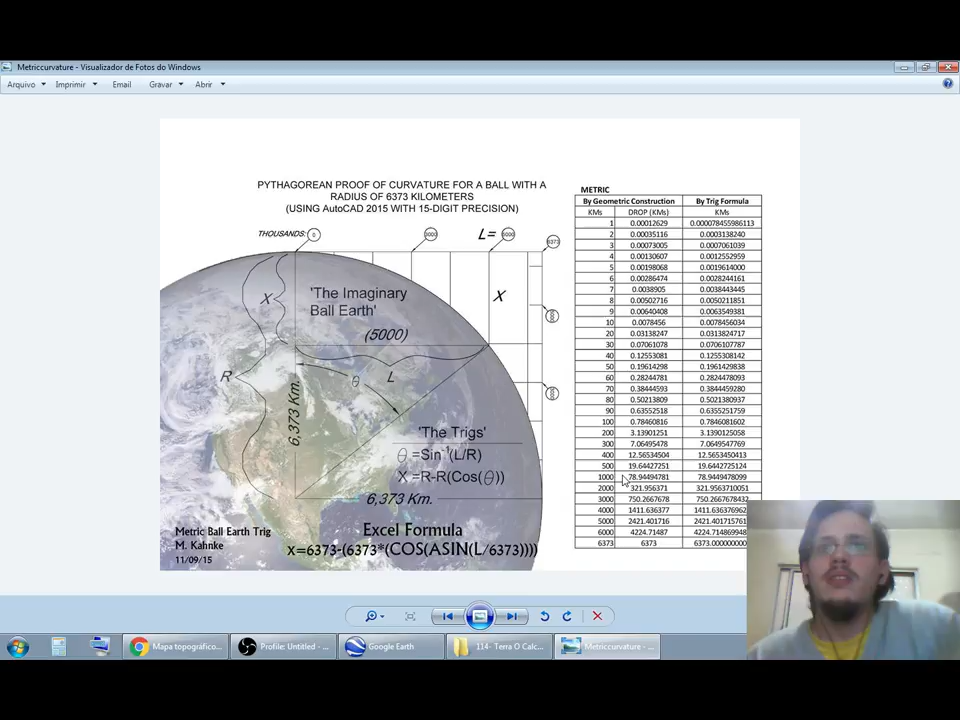 Metriccurvature - Visualizador de Fotos do Windows
Arquivo Imprimir Email Gravar Abrir
PYTHAGOREAN PROOF OF CURVATURE FOR A BALL WITH A
RADIUS OF 6373 KILOMETERS
(USING AutoCAD 2015 WITH 15-DIGIT PRECISION)
THOUSANDS: 0 L= 6373
X
'The Imaginary
Ball Earth'
X
(5000)
R
θ
L
6,373 Km.
'The Trigs'
θ=Sin⁻¹(L/R)
X=R-R(Cos(θ))
6,373 Km.
Excel Formula
x=6373-(6373*(COS(ASIN(L/6373))))
Metric Ball Earth Trig
M. Kahnke
11/09/15
METRIC
By Geometric Construction By Trig Formula
KMs DROP (KMs) KMs
1 0.00012629 0.000078455986113
2 0.00035116 0.0003138240
3 0.00073005 0.0007061039
4 0.00130607 0.0012552959
5 0.00198068 0.0019614000
6 0.00286474 0.0028244161
7 0.0038905 0.0038443445
8 0.00502716 0.0050211851
9 0.00640408 0.0063549381
10 0.0078456 0.0078456034
20 0.03138247 0.0313824717
30 0.07061078 0.0706107787
40 0.12553081 0.1255308142
50 0.19614298 0.1961429838
60 0.28244781 0.2824478093
70 0.38444593 0.3844459280
80 0.50213809 0.5021380937
90 0.63552518 0.6355251759
100 0.78460816 0.7846081602
200 3.13901251 3.1390125058
300 7.06495478 7.0649547769
400 12.56534504 12.5653450413
500 19.64427251 19.6442725124
1000 78.94494781 78.9449478099
2000 321.956371 321.9563710051
3000 750.2667678 750.2667678432
4000 1411.636377 1411.636376962
5000 2421.401716 2421.401715761
6000 4224.71487 4224.714869948
6373 6373 6373.000000000
Mapa topográfico...
Profile: Untitled - ...
Google Earth
114- Terra O Calc...
Metriccurvature - ...